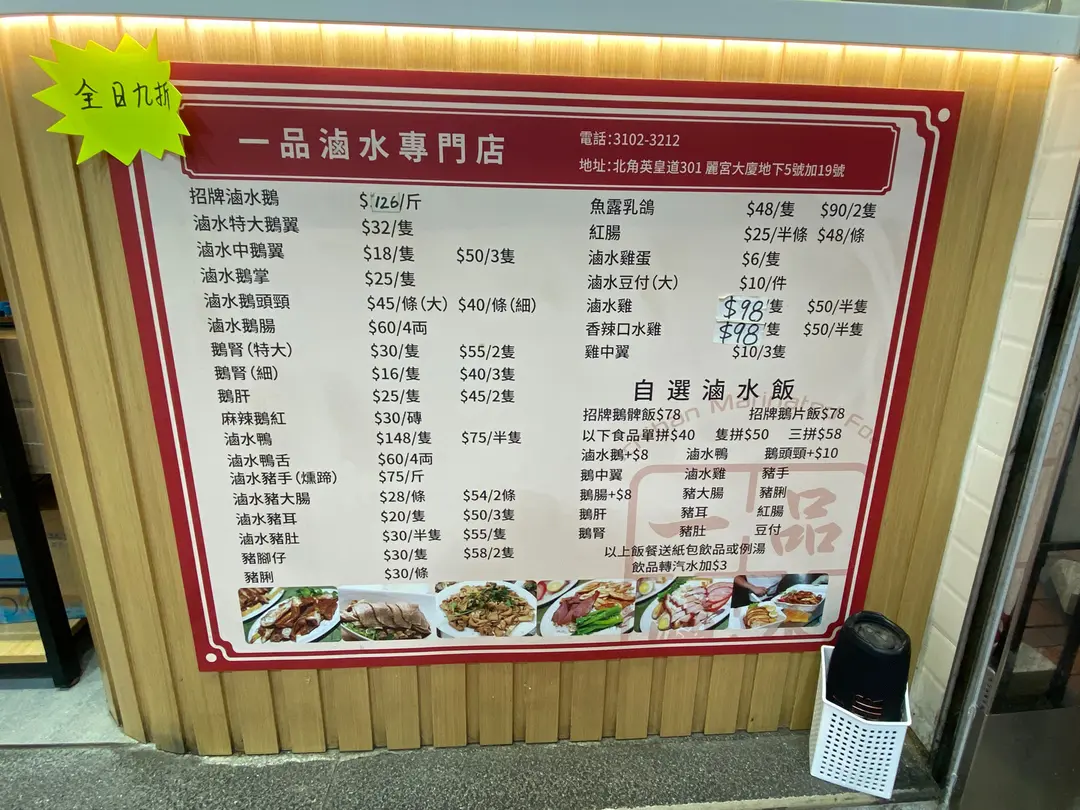 全日九折
一品滷水專門店
電話：3102-3212
地址：北角英皇道301 麗宮大廈地下5號加19號
招牌滷水鵝 $126/斤
滷水特大鵝翼 $32/隻
滷水中鵝翼 $18/隻 $50/3隻
滷水鵝掌 $25/隻
滷水鵝頭頸 $45/條(大) $40/條(細)
滷水鵝腸 $60/4両
鵝腎(特大) $30/隻 $55/2隻
鵝腎(細) $16/隻 $40/3隻
鵝肝 $25/隻 $45/2隻
麻辣鵝紅 $30/磚
滷水鴨 $148/隻 $75/半隻
滷水鴨舌 $60/4両
滷水豬手(燻蹄) $75/斤
滷水豬大腸 $28/條 $54/2條
滷水豬耳 $20/隻 $50/3隻
滷水豬肚 $30/半隻 $55/隻
豬腳仔 $30/隻 $58/2隻
豬脷 $30/條
魚露乳鴿 $48/隻 $90/2隻
紅腸 $25/半條 $48/條
滷水雞蛋 $6/隻
滷水豆付(大) $10/件
滷水雞 $98/隻 $50/半隻
香辣口水雞 $98/隻 $50/半隻
雞中翼 $10/3隻
自選滷水飯
招牌鵝髀飯$78 招牌鵝片飯$78
以下食品單拼$40 隻拼$50 三拼$58
滷水鵝+$8 滷水鴨 鵝頭頸+$10
鵝中翼 滷水雞 豬手
鵝腸+$8 豬大腸 豬脷
鵝肝 豬耳 紅腸
鵝腎 豬肚 豆付
以上飯餐送紙包飲品或例湯
飲品轉汽水加$3
一品